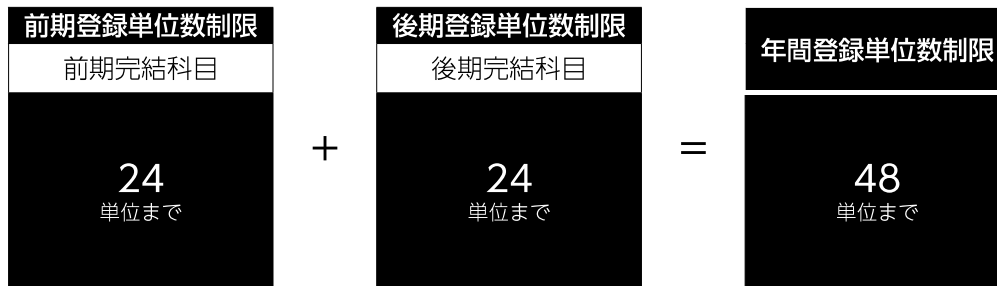 前期登録単位数制限
前期完結科目
24
単位まで
+
後期登録単位数制限
後期完結科目
24
単位まで
=
年間登録単位数制限
48
単位まで